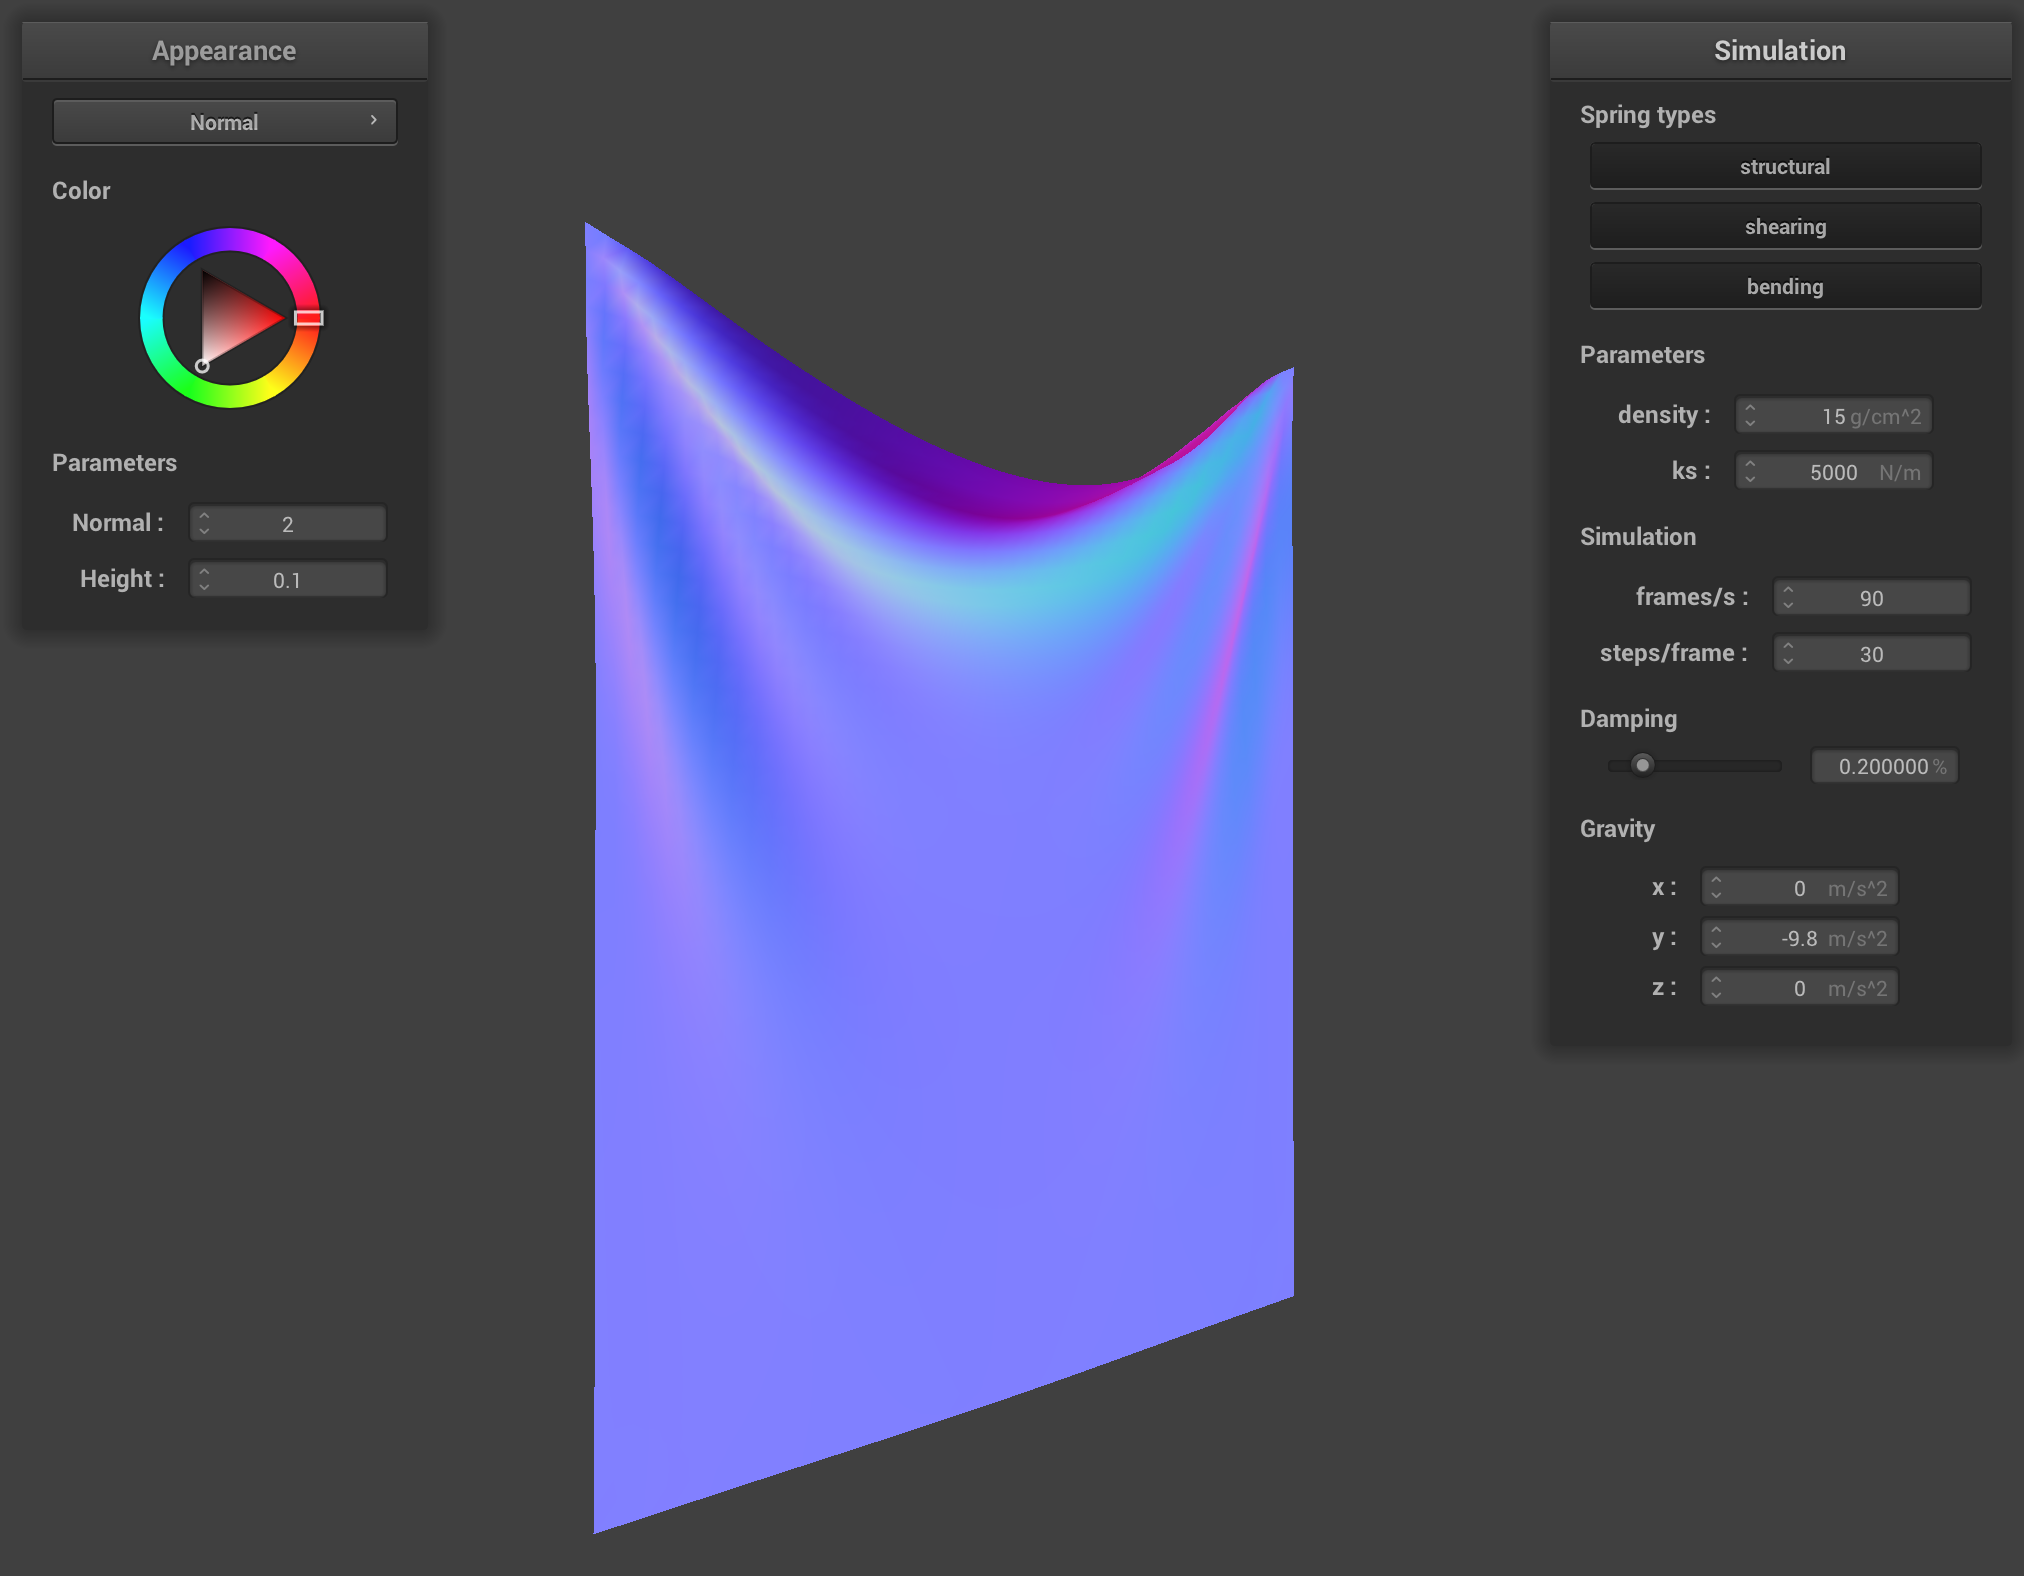 Appearance
Normal
Color
Parameters
Normal : 2
Height : 0.1
Simulation
Spring types
structural
shearing
bending
Parameters
density : 15 g/cm^2
ks : 5000 N/m
Simulation
frames/s : 90
steps/frame : 30
Damping
0.200000 %
Gravity
x : 0 m/s^2
y : -9.8 m/s^2
z : 0 m/s^2